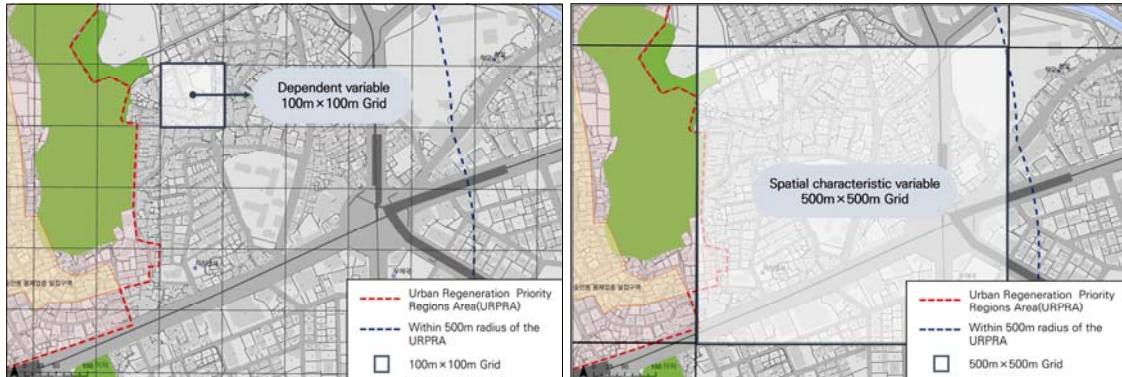 Dependent variable
100m×100m Grid
Urban Regeneration Priority
Regions Area(URPRA)
Within 500m radius of the
URPRA
100m×100m Grid
Spatial characteristic variable
500m×500m Grid
Urban Regeneration Priority
Regions Area(URPRA)
Within 500m radius of the
URPRA
500m×500m Grid